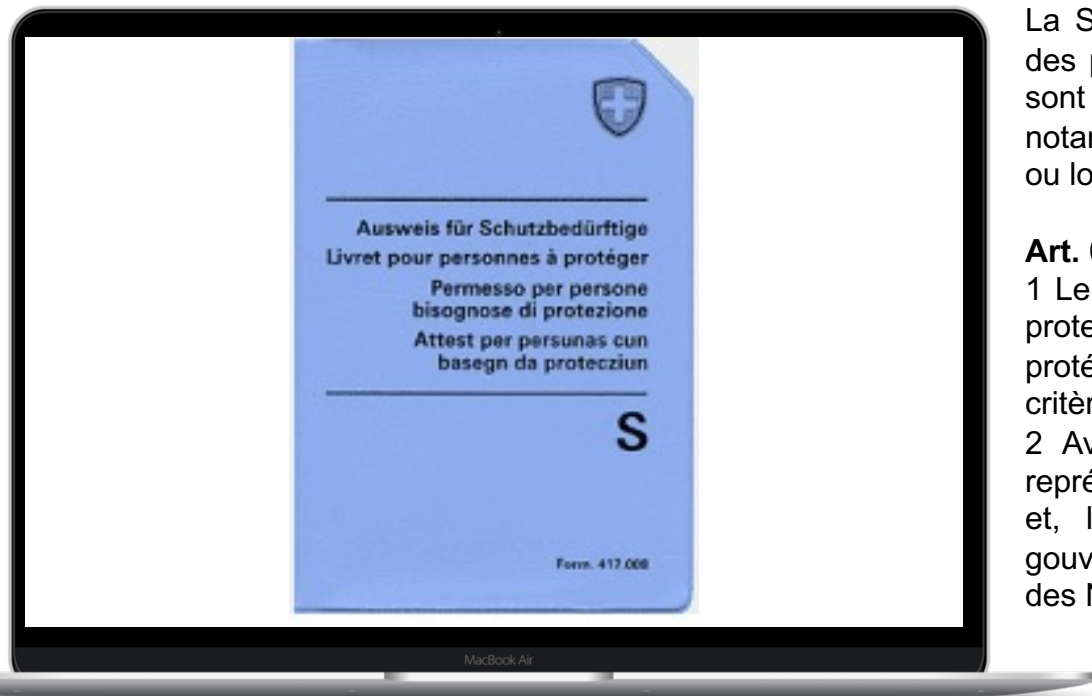 Ausweis für Schutzbedürftige
Livret pour personnes à protéger
Permesso per persone
bisognose di protezione
Attest per persunas cun
basegn da protecziun
S
Form. 417.008
MacBook Air
La S
des p
sont
notar
ou lo
Art.
1 Le
prote
proté
critèr
2 Av
repré
et, l
gouv
des N